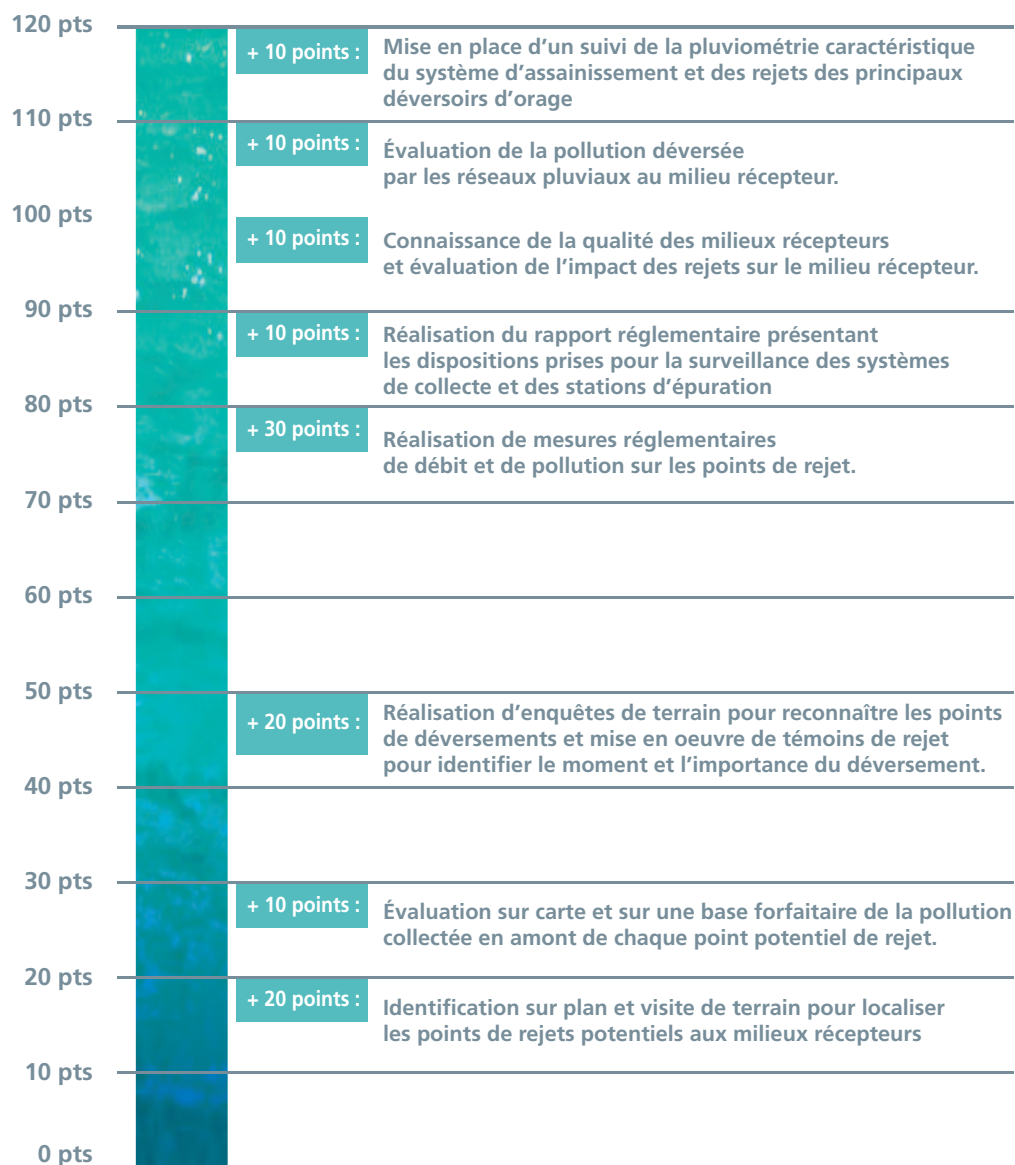 120 pts
+ 10 points :
Mise en place d’un suivi de la pluviométrie caractéristique
du système d’assainissement et des rejets des principaux
déversoirs d’orage
110 pts
+ 10 points :
Évaluation de la pollution déversée
par les réseaux pluviaux au milieu récepteur.
100 pts
+ 10 points :
Connaissance de la qualité des milieux récepteurs
et évaluation de l’impact des rejets sur le milieu récepteur.
90 pts
+ 10 points :
Réalisation du rapport réglementaire présentant
les dispositions prises pour la surveillance des systèmes
de collecte et des stations d’épuration
80 pts
+ 30 points :
Réalisation de mesures réglementaires
de débit et de pollution sur les points de rejet.
70 pts
60 pts
50 pts
+ 20 points :
Réalisation d’enquêtes de terrain pour reconnaître les points
de déversements et mise en oeuvre de témoins de rejet
pour identifier le moment et l’importance du déversement.
40 pts
30 pts
+ 10 points :
Évaluation sur carte et sur une base forfaitaire de la pollution
collectée en amont de chaque point potentiel de rejet.
20 pts
+ 20 points :
Identification sur plan et visite de terrain pour localiser
les points de rejets potentiels aux milieux récepteurs
10 pts
0 pts